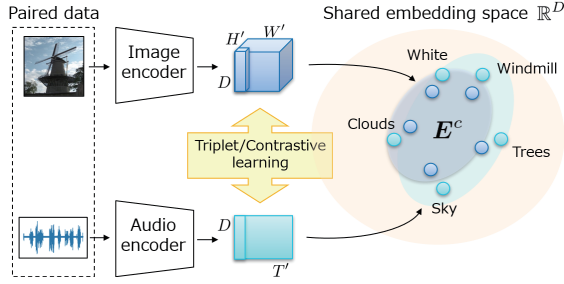 Paired data
Shared embedding space ℝ^D
Image
encoder
H′
W′
D
White
Windmill
Clouds
E^c
Trees
Sky
Triplet/Contrastive
learning
Audio
encoder
D
T′